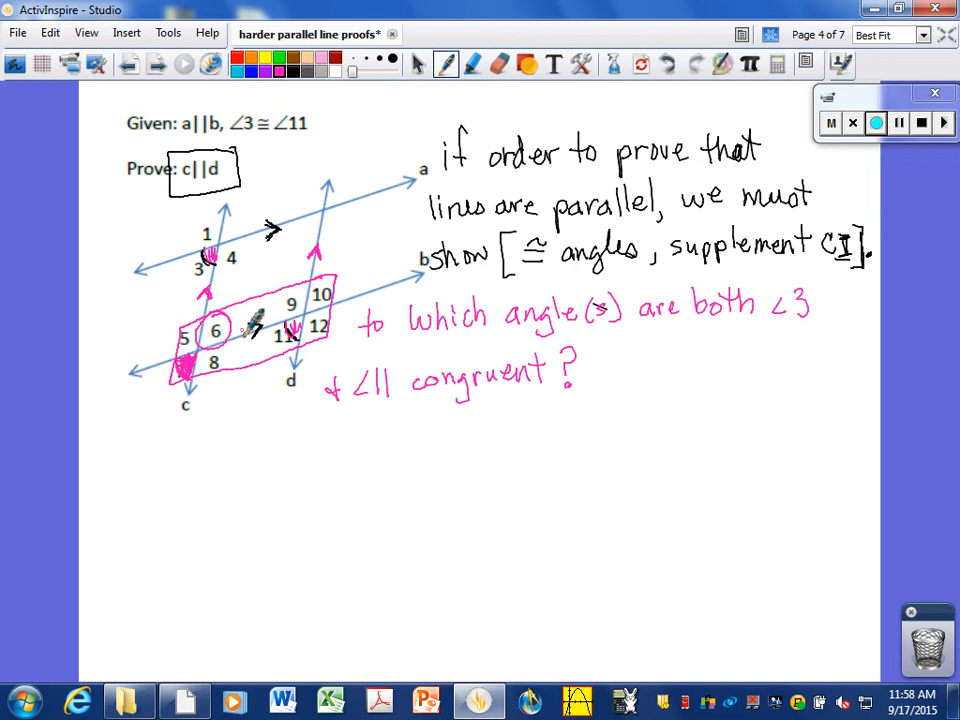 ActivInspire - Studio
File Edit View Insert Tools Help
harder parallel line proofs*
Page 4 of 7
Best Fit
Given: a||b, ∠3 ≅ ∠11
Prove: c||d
if order to prove that
lines are parallel, we must
show [≅ angles, supplement CI].
to which angle(s) are both ∠3
+ ∠11 congruent?
a
1
3
4
b
9
10
5
6
11
12
8
d
c
M
11:58 AM
9/17/2015